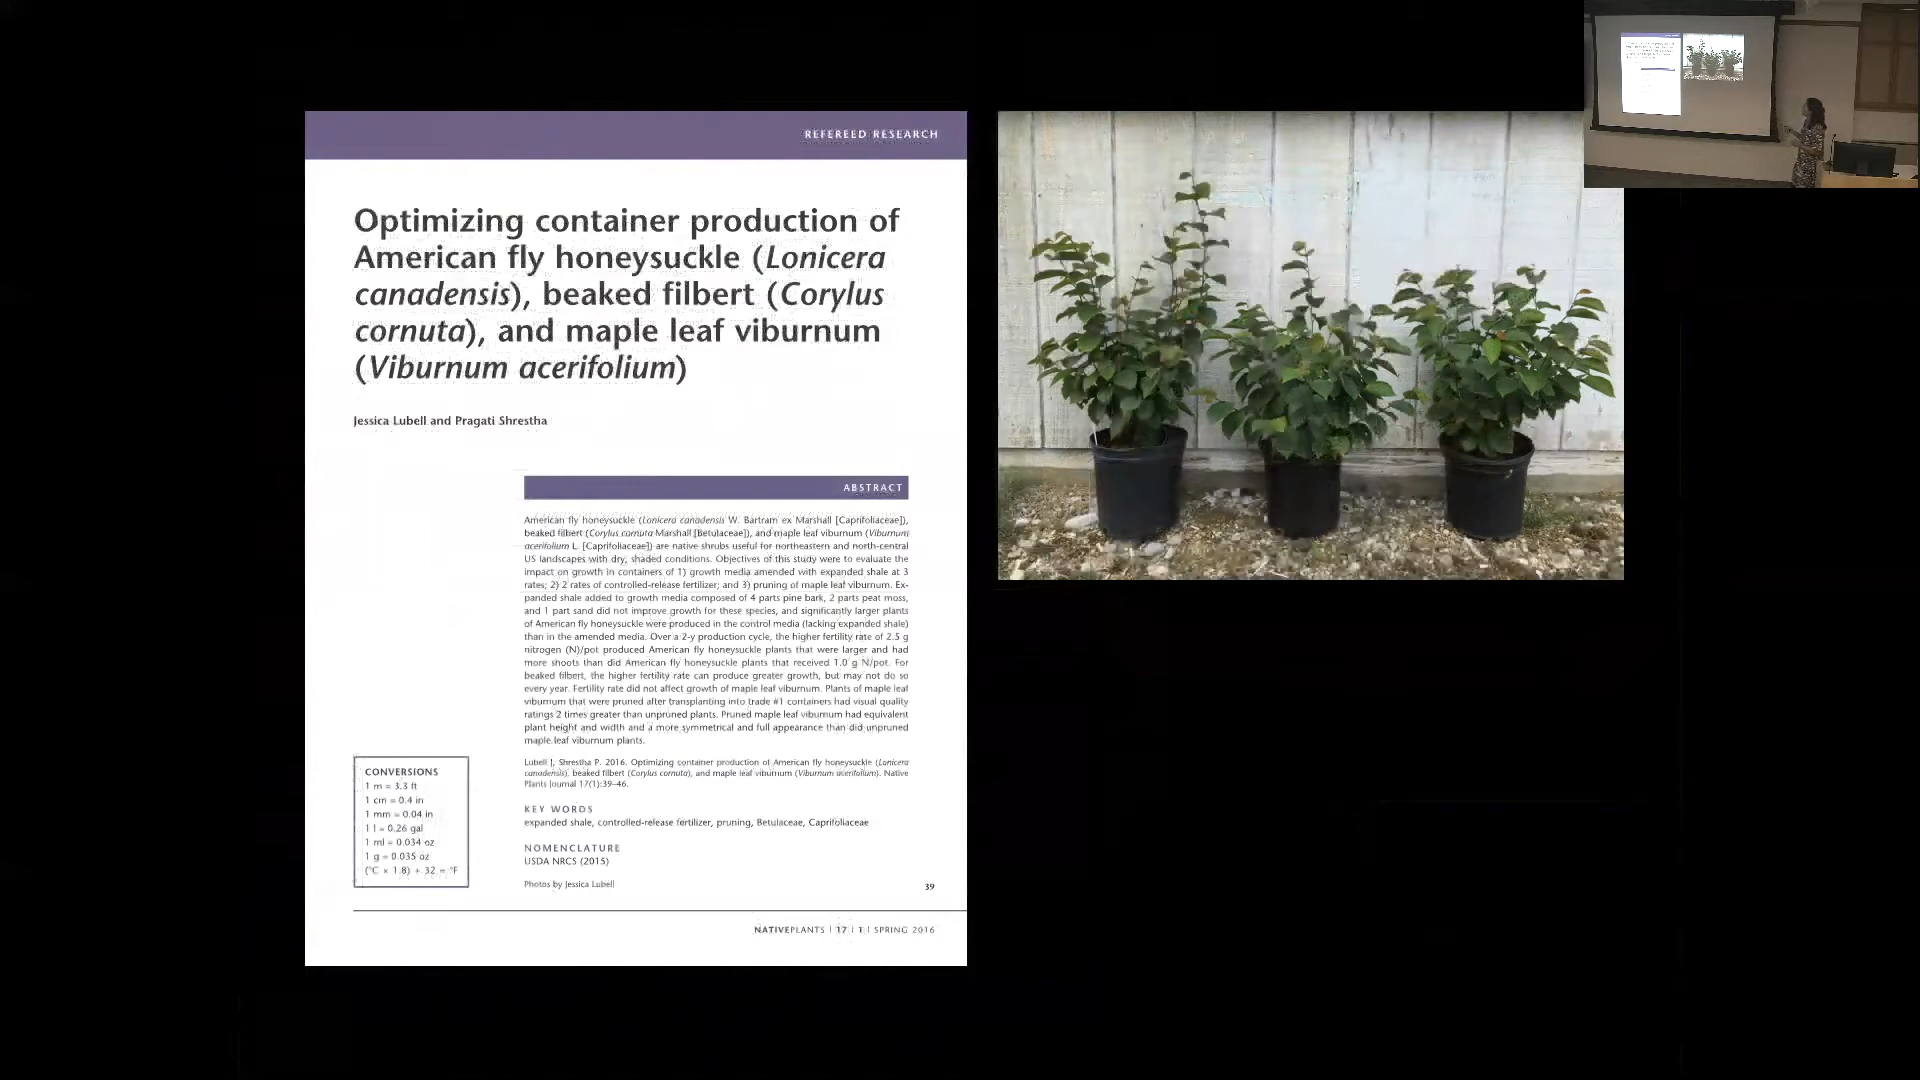 REFEREED RESEARCH
Optimizing container production of
American fly honeysuckle (Lonicera
canadensis), beaked filbert (Corylus
cornuta), and maple leaf viburnum
(Viburnum acerifolium)
Jessica Lubell and Pragati Shrestha
ABSTRACT
American fly honeysuckle (Lonicera canadensis W. Bartram ex Marshall [Caprifoliaceae]),
beaked filbert (Corylus cornuta Marshall [Betulaceae]), and maple leaf viburnum (Viburnum
acerifolium L. [Caprifoliaceae]) are native shrubs useful for northeastern and north-central
US landscapes with dry, shaded conditions. Objectives of this study were to evaluate the
impact on growth in containers of 1) growth media amended with expanded shale at 3
rates; 2) 2 rates of controlled-release fertilizer; and 3) pruning of maple leaf viburnum. Ex-
panded shale added to growth media composed of 4 parts pine bark, 2 parts peat moss,
and 1 part sand did not improve growth for these species, and significantly larger plants
of American fly honeysuckle were produced in the control media (lacking expanded shale)
than in the amended media. Over a 2-y production cycle, the higher fertility rate of 2.5 g
nitrogen (N)/pot produced American fly honeysuckle plants that were larger and had
more shoots than did American fly honeysuckle plants that received 1.0 g N/pot. For
beaked filbert, the higher fertility rate can produce greater growth, but may not do so
every year. Fertility rate did not affect growth of maple leaf viburnum. Plants of maple leaf
viburnum that were pruned after transplanting into trade #1 containers had visual quality
ratings 2 times greater than unpruned plants. Pruned maple leaf viburnum had equivalent
plant height and width and a more symmetrical and full appearance than did unpruned
maple leaf viburnum plants.
Lubell J, Shrestha P. 2016. Optimizing container production of American fly honeysuckle (Lonicera
canadensis), beaked filbert (Corylus cornuta), and maple leaf viburnum (Viburnum acerifolium). Native
Plants Journal 17(1):39–46.
KEY WORDS
expanded shale, controlled-release fertilizer, pruning, Betulaceae, Caprifoliaceae
NOMENCLATURE
USDA NRCS (2015)
Photos by Jessica Lubell
CONVERSIONS
1 m = 3.3 ft
1 cm = 0.4 in
1 mm = 0.04 in
1 l = 0.26 gal
1 ml = 0.034 oz
1 g = 0.035 oz
(°C × 1.8) + 32 = °F
39
NATIVEPLANTS | 17 | 1 | SPRING 2016